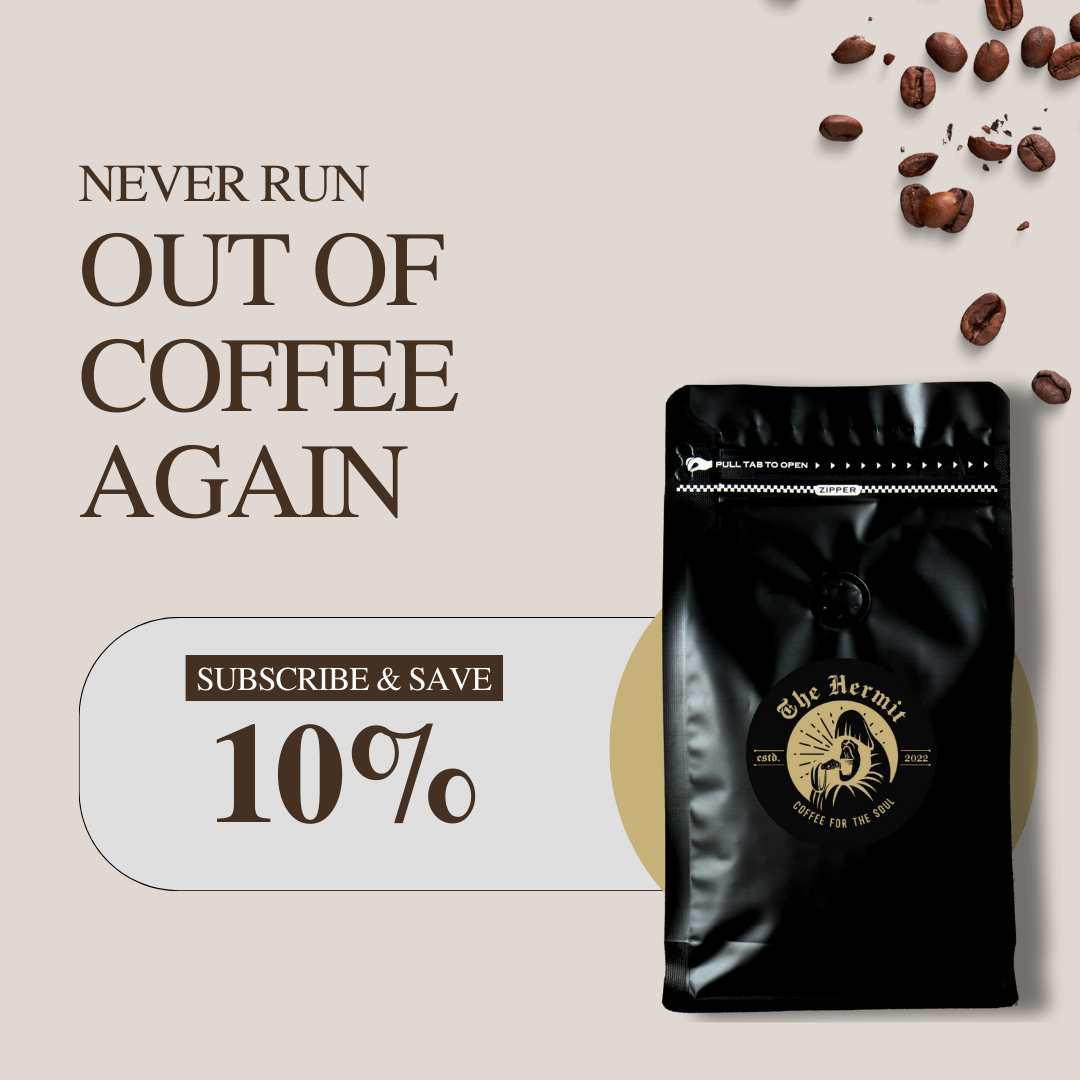 NEVER RUN
OUT OF
COFFEE
AGAIN
SUBSCRIBE & SAVE
10%
PULL TAB TO OPEN
ZIPPER
The Hermit
estd. 2022
COFFEE FOR THE SOUL